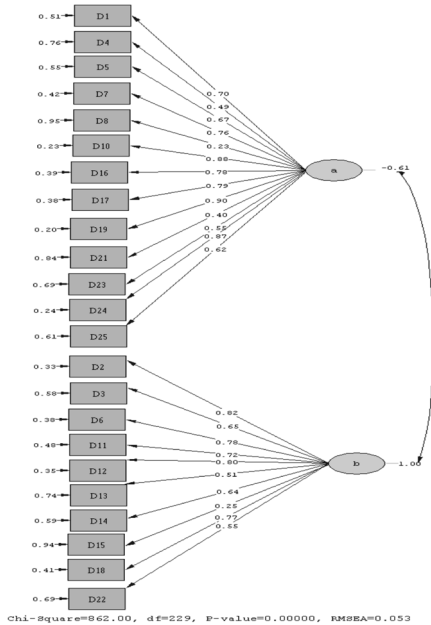 0.51 D1
0.76 D4
0.55 D5
0.42 D7
0.95 D8
0.23 D10
0.39 D16
0.38 D17
0.20 D19
0.84 D21
0.69 D23
0.24 D24
0.61 D25
0.70
0.49
0.67
0.76
0.23
0.88
0.78
0.79
0.90
0.40
0.55
0.87
0.62
a -0.61
0.33 D2
0.58 D3
0.38 D6
0.48 D11
0.35 D12
0.74 D13
0.59 D14
0.94 D15
0.41 D18
0.69 D22
0.82
0.65
0.78
0.72
0.80
0.51
0.64
0.25
0.77
0.55
b 1.00
Chi-Square=862.00, df=229, P-value=0.00000, RMSEA=0.053